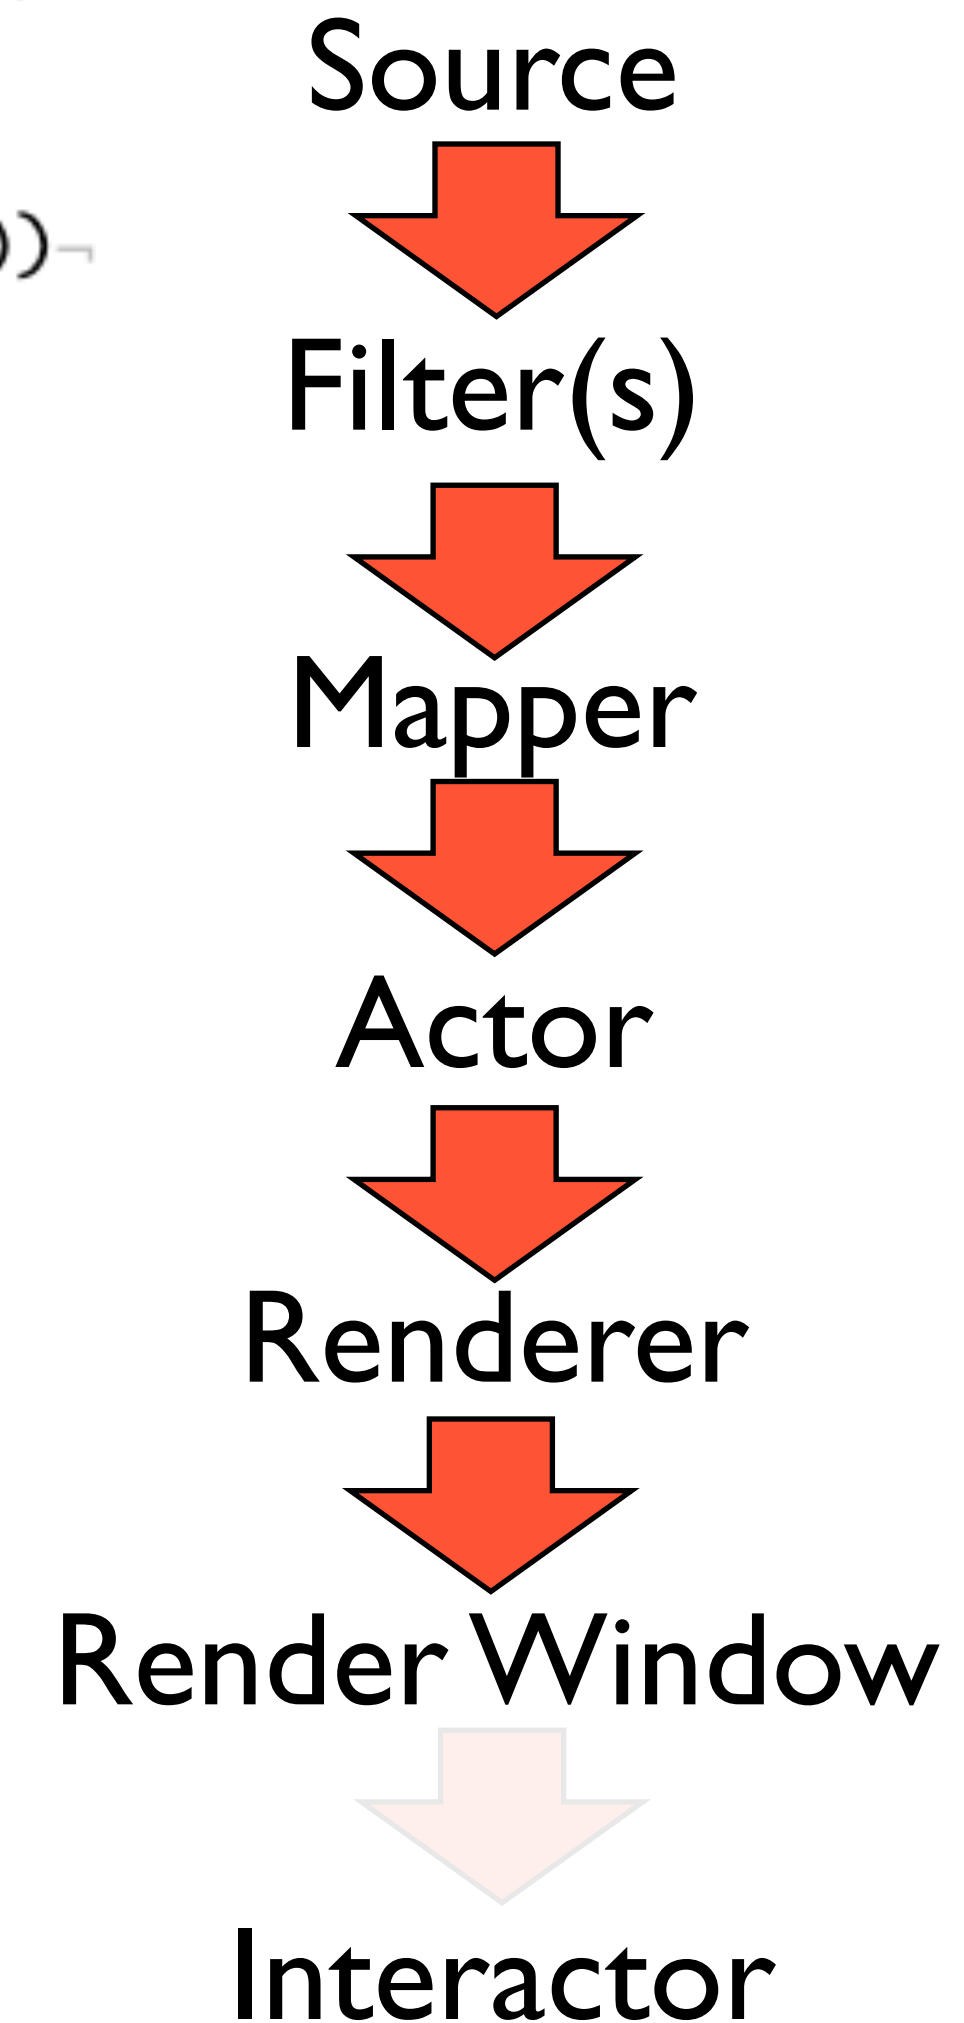 Source
))¬
Filter(s)
Mapper
Actor
Renderer
Render Window
Interactor